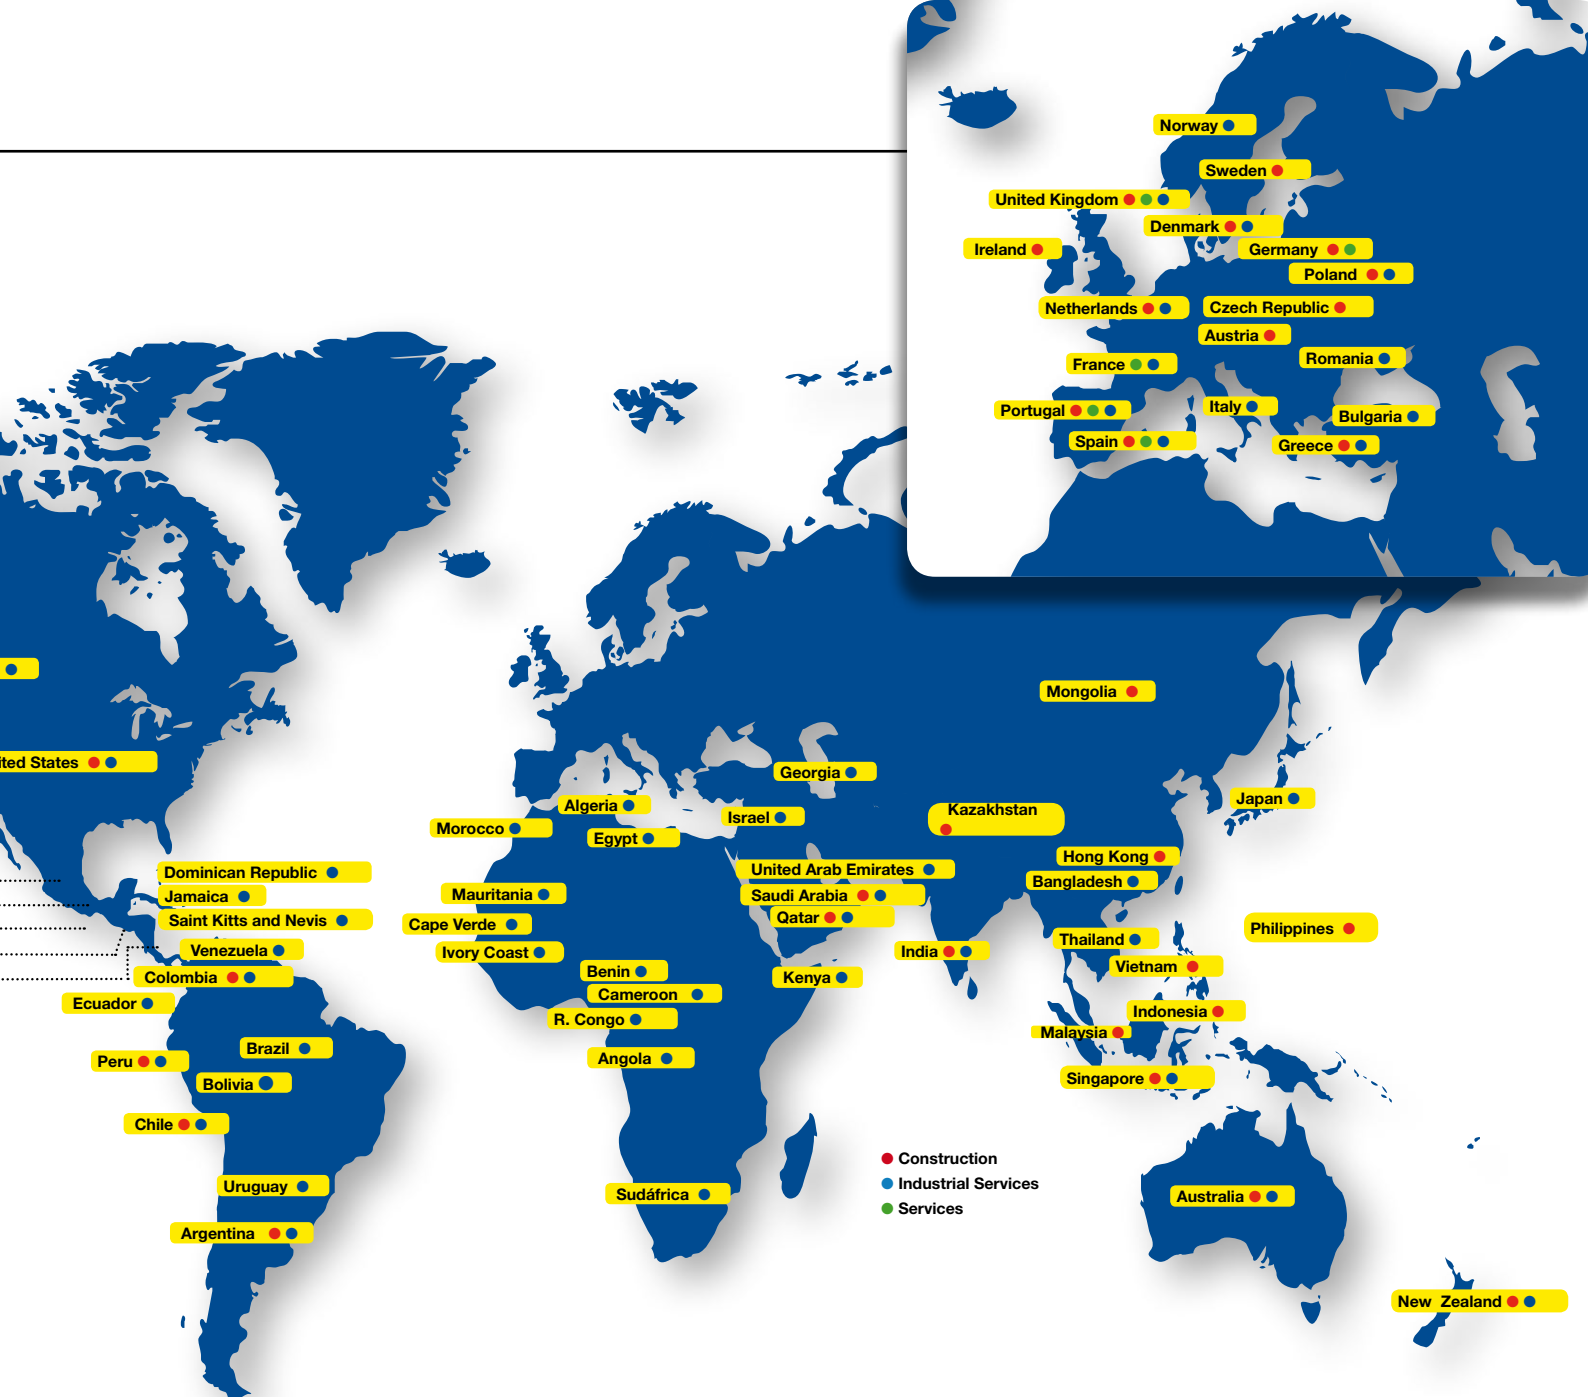 Norway
Sweden
United Kingdom
Denmark
Ireland
Germany
Poland
Netherlands
Czech Republic
Austria
France
Romania
Portugal
Italy
Bulgaria
Spain
Greece
Mongolia
ited States
Georgia
Japan
Algeria
Israel
Kazakhstan
Morocco
Egypt
Hong Kong
Dominican Republic
United Arab Emirates
Bangladesh
Jamaica
Mauritania
Saudi Arabia
Saint Kitts and Nevis
Cape Verde
Qatar
Philippines
Thailand
Venezuela
Ivory Coast
India
Vietnam
Colombia
Benin
Kenya
Cameroon
Ecuador
R. Congo
Indonesia
Malaysia
Brazil
Peru
Angola
Bolivia
Singapore
Chile
Construction
Industrial Services
Services
Uruguay
Sudáfrica
Australia
Argentina
New Zealand